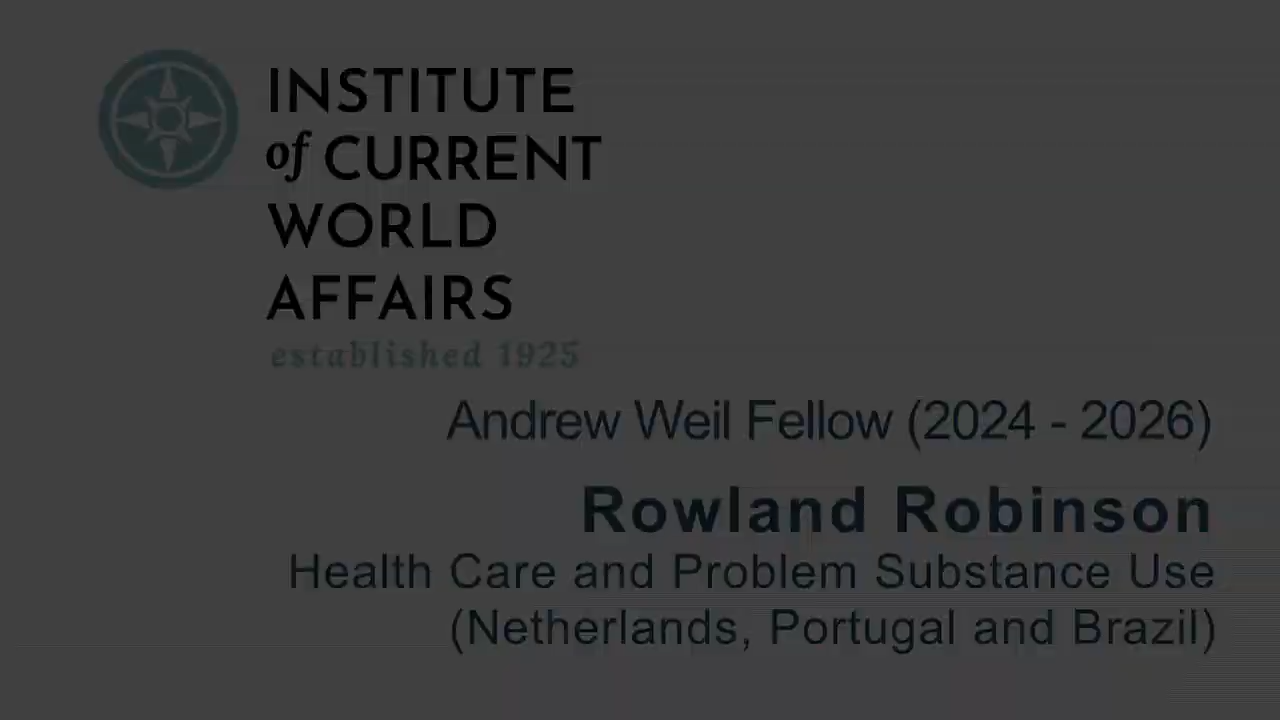 INSTITUTE
of CURRENT
WORLD
AFFAIRS
established 1925
Andrew Weil Fellow (2024 - 2026)
Rowland Robinson
Health Care and Problem Substance Use
(Netherlands, Portugal and Brazil)